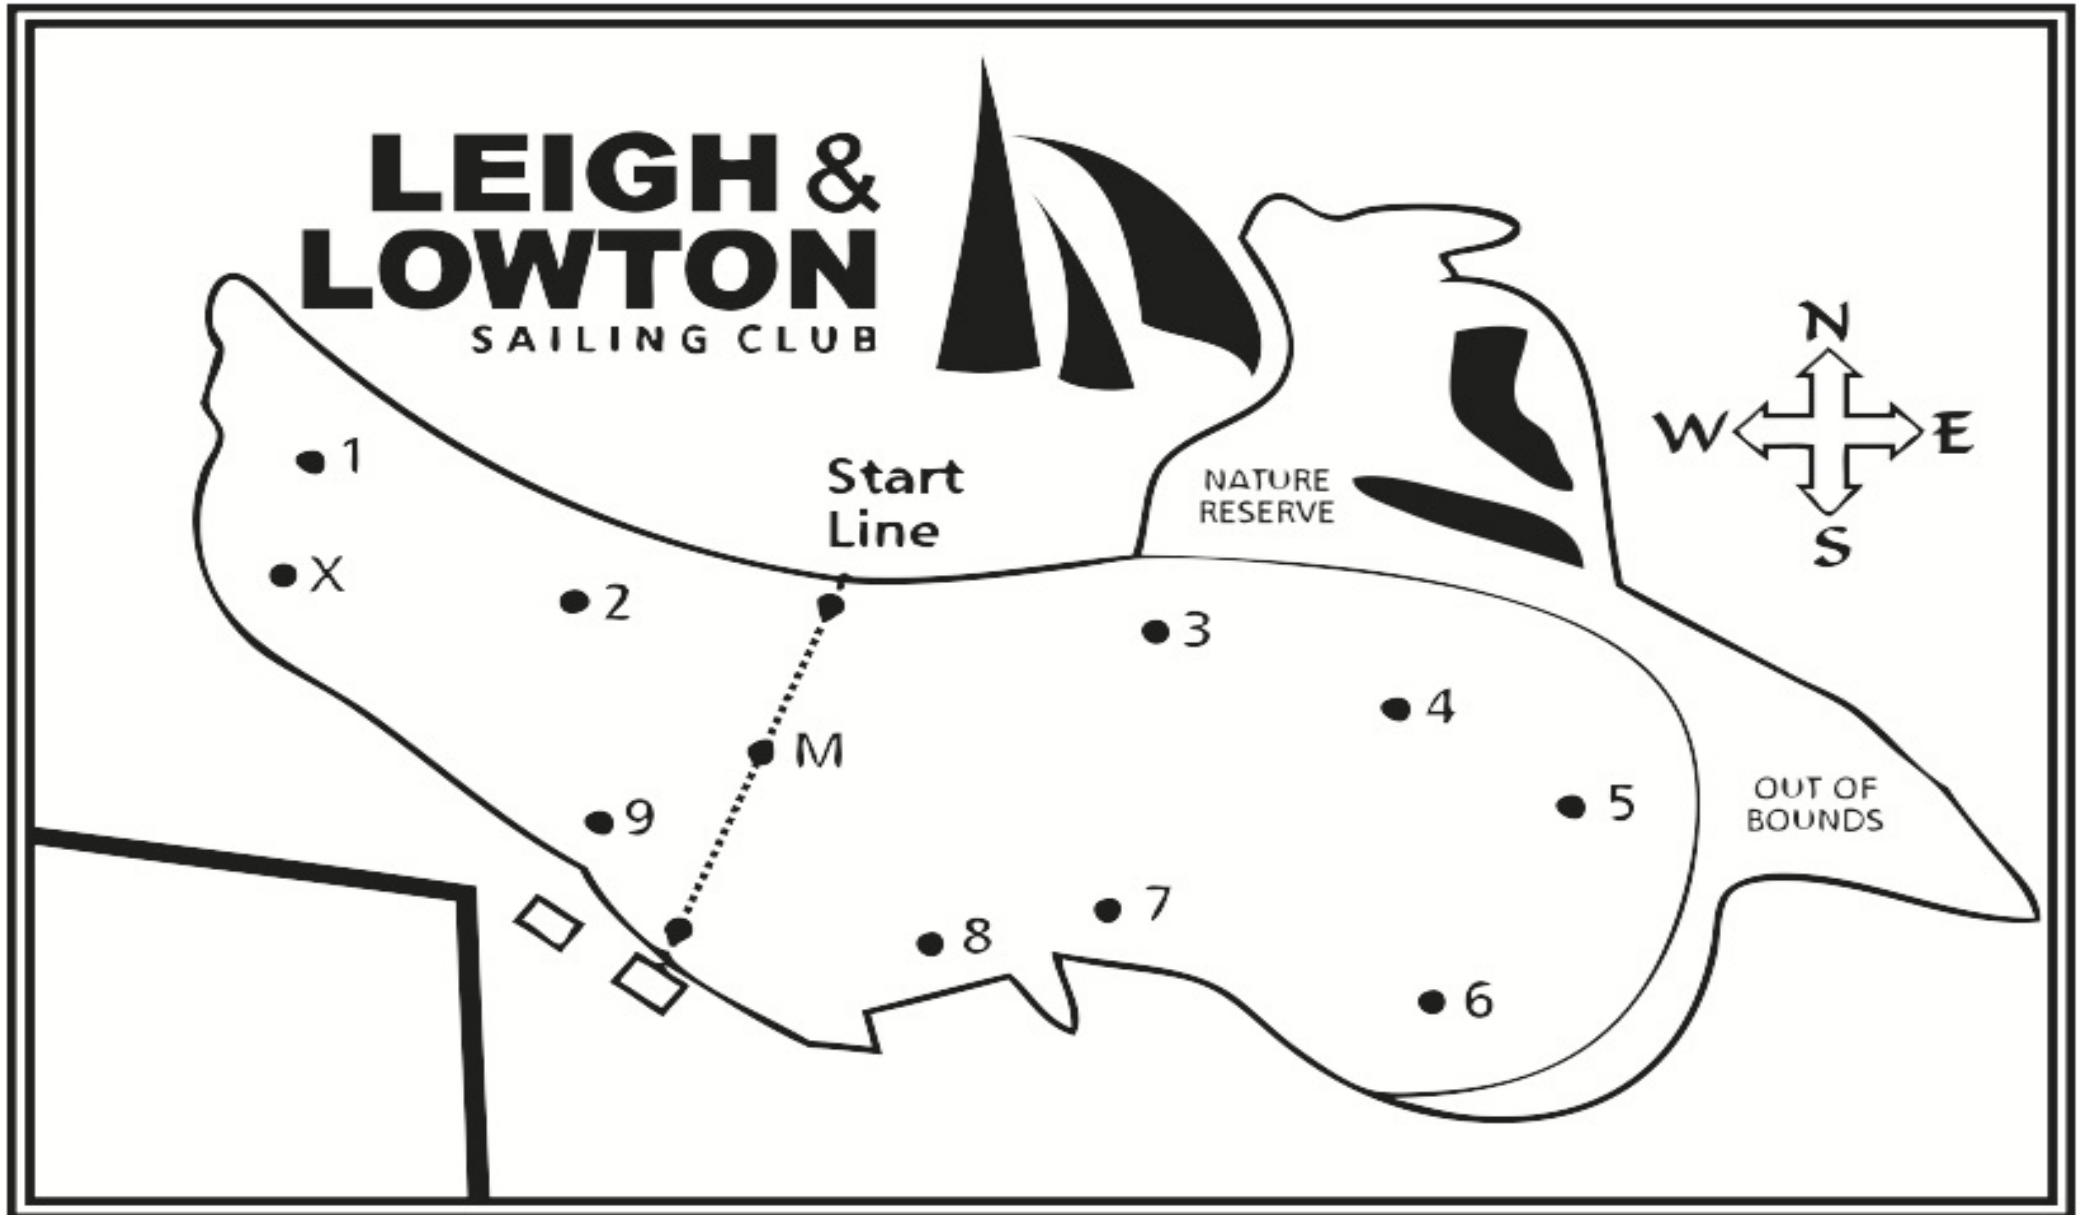 LEIGH &
LOWTON
SAILING CLUB
N
W
E
S
1
Start
Line
NATURE
RESERVE
X
2
3
4
M
5
OUT OF
BOUNDS
9
7
8
6